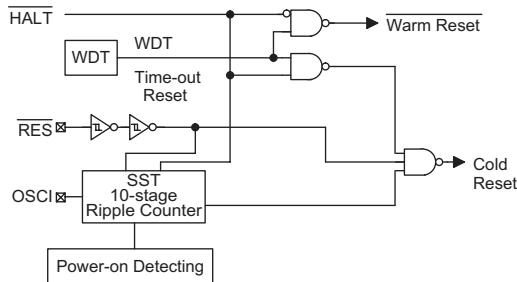 HALT
Warm Reset
WDT
WDT
Time-out
Reset
RES
Cold
Reset
OSCI
SST
10-stage
Ripple Counter
Power-on Detecting